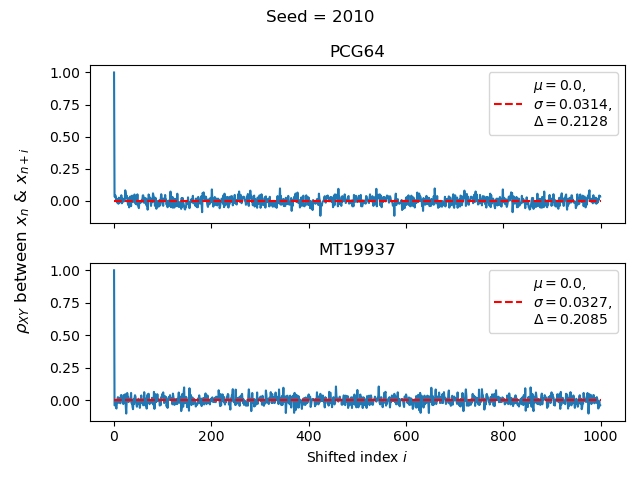 Seed = 2010
PCG64
1.00
0.75
0.50
0.25
0.00
μ = 0.0,
σ = 0.0314,
Δ = 0.2128
ρXY between xn & xn+i
MT19937
1.00
0.75
0.50
0.25
0.00
μ = 0.0,
σ = 0.0327,
Δ = 0.2085
0 200 400 600 800 1000
Shifted index i